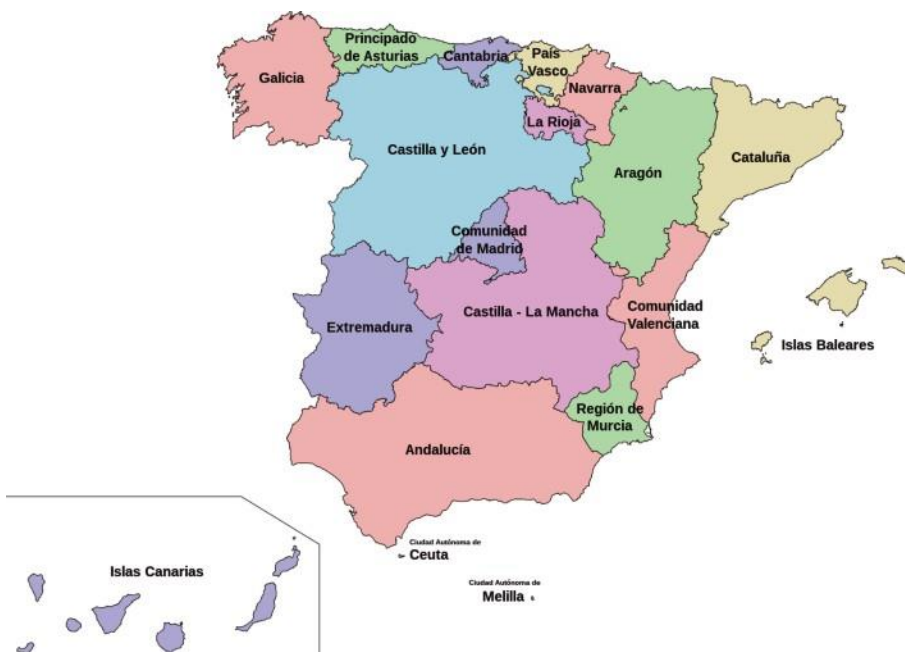 Principado
de Asturias
Cantabria
País
Vasco
Galicia
Navarra
La Rioja
Castilla y León
Cataluña
Aragón
Comunidad
de Madrid
Comunidad
Valenciana
Castilla - La Mancha
Extremadura
Islas Baleares
Región de
Murcia
Andalucía
Ciudad Autónoma de
Ceuta
Islas Canarias
Ciudad Autónoma de
Melilla